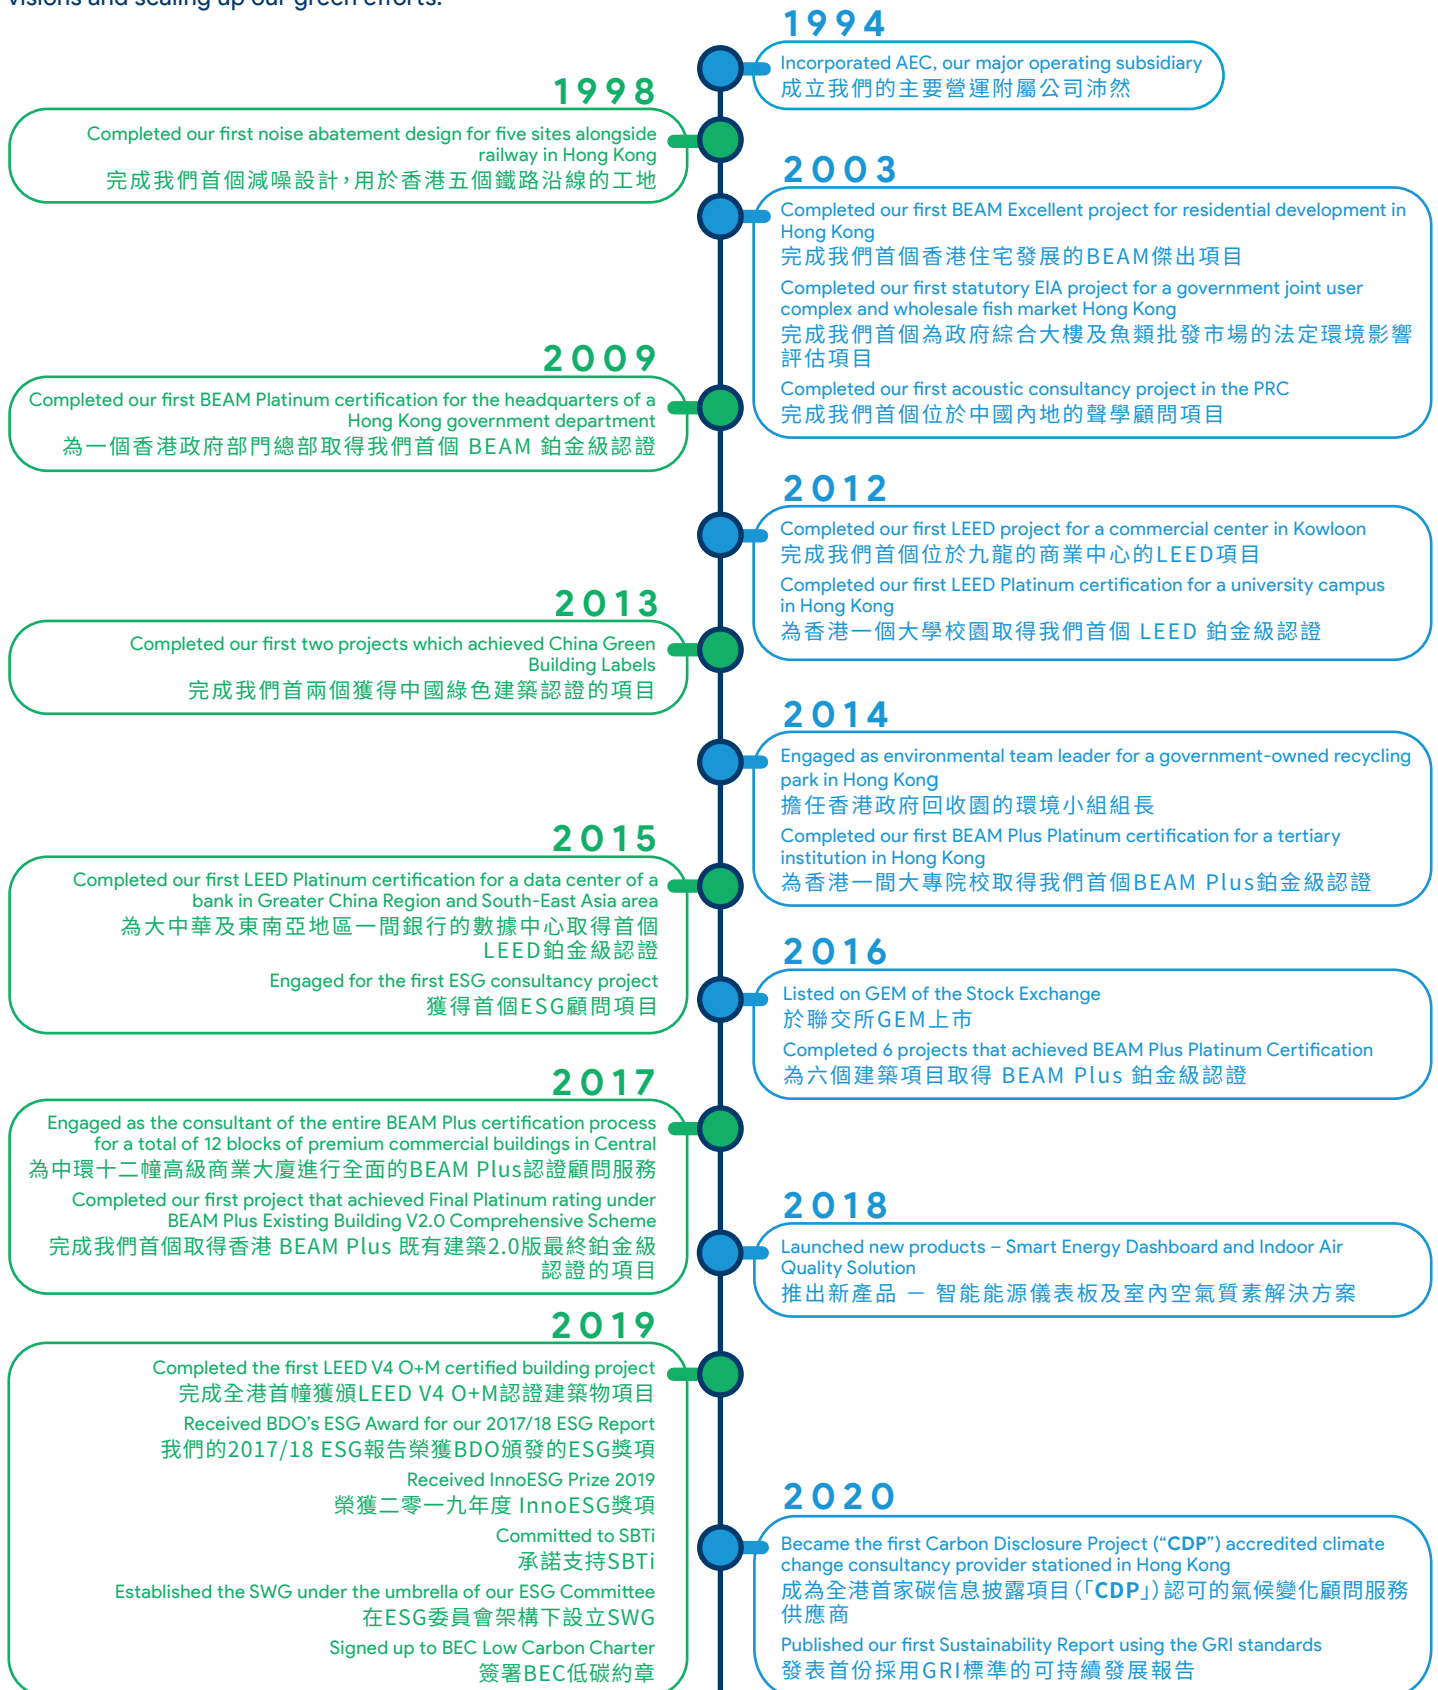 visions and scaling up our green efforts.
1994
Incorporated AEC, our major operating subsidiary
成立我們的主要營運附屬公司沛然
1998
Completed our first noise abatement design for five sites alongside
railway in Hong Kong
完成我們首個減噪設計，用於香港五個鐵路沿線的工地
2003
Completed our first BEAM Excellent project for residential development in
Hong Kong
完成我們首個香港住宅發展的BEAM傑出項目
Completed our first statutory EIA project for a government joint user
complex and wholesale fish market Hong Kong
完成我們首個為政府綜合大樓及魚類批發市場的法定環境影響
評估項目
Completed our first acoustic consultancy project in the PRC
完成我們首個位於中國內地的聲學顧問項目
2009
Completed our first BEAM Platinum certification for the headquarters of a
Hong Kong government department
為一個香港政府部門總部取得我們首個 BEAM 鉑金級認證
2012
Completed our first LEED project for a commercial center in Kowloon
完成我們首個位於九龍的商業中心的LEED項目
Completed our first LEED Platinum certification for a university campus
in Hong Kong
為香港一個大學校園取得我們首個 LEED 鉑金級認證
2013
Completed our first two projects which achieved China Green
Building Labels
完成我們首兩個獲得中國綠色建築認證的項目
2014
Engaged as environmental team leader for a government-owned recycling
park in Hong Kong
擔任香港政府回收園的環境小組組長
Completed our first BEAM Plus Platinum certification for a tertiary
institution in Hong Kong
為香港一間大專院校取得我們首個BEAM Plus鉑金級認證
2015
Completed our first LEED Platinum certification for a data center of a
bank in Greater China Region and South-East Asia area
為大中華及東南亞地區一間銀行的數據中心取得首個
LEED鉑金級認證
Engaged for the first ESG consultancy project
獲得首個ESG顧問項目
2016
Listed on GEM of the Stock Exchange
於聯交所GEM上市
Completed 6 projects that achieved BEAM Plus Platinum Certification
為六個建築項目取得 BEAM Plus 鉑金級認證
2017
Engaged as the consultant of the entire BEAM Plus certification process
for a total of 12 blocks of premium commercial buildings in Central
為中環十二幢高級商業大廈進行全面的BEAM Plus認證顧問服務
Completed our first project that achieved Final Platinum rating under
BEAM Plus Existing Building V2.0 Comprehensive Scheme
完成我們首個取得香港 BEAM Plus 既有建築2.0版最終鉑金級
認證的項目
2018
Launched new products – Smart Energy Dashboard and Indoor Air
Quality Solution
推出新產品 － 智能能源儀表板及室內空氣質素解決方案
2019
Completed the first LEED V4 O+M certified building project
完成全港首幢獲頒LEED V4 O+M認證建築物項目
Received BDO’s ESG Award for our 2017/18 ESG Report
我們的2017/18 ESG報告榮獲BDO頒發的ESG獎項
Received InnoESG Prize 2019
榮獲二零一九年度 InnoESG獎項
Committed to SBTi
承諾支持SBTi
Established the SWG under the umbrella of our ESG Committee
在ESG委員會架構下設立SWG
Signed up to BEC Low Carbon Charter
簽署BEC低碳約章
2020
Became the first Carbon Disclosure Project (“CDP”) accredited climate
change consultancy provider stationed in Hong Kong
成為全港首家碳信息披露項目（「CDP」）認可的氣候變化顧問服務
供應商
Published our first Sustainability Report using the GRI standards
發表首份採用GRI標準的可持續發展報告